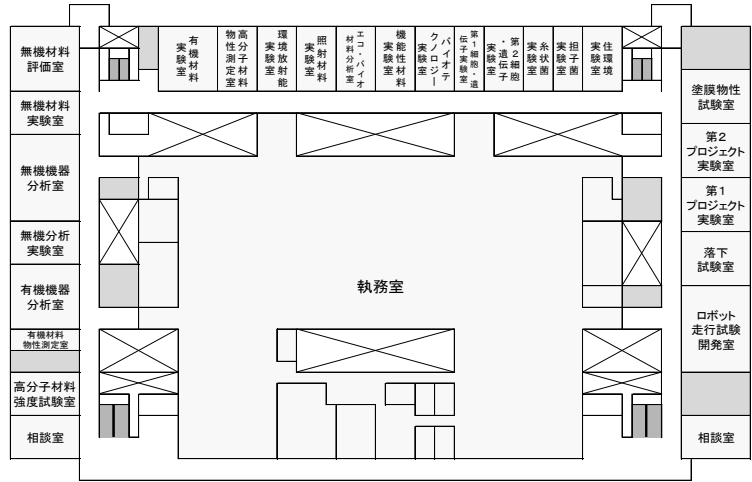 無機材料
評価室
無機材料
実験室
無機機器
分析室
無機分析
実験室
有機機器
分析室
有機材料
物性測定室
高分子材料
強度試験室
相談室
有機材料
実験室
高分子材料
物性測定室
環境放射能
実験室
照射材料
実験室
エコ・バイオ
材料分析室
機能性材料
実験室
バイオテ
クノロジー
実験室
第1細胞・遺
伝子実験室
第2細胞
・遺伝子
実験室
糸状菌
実験室
担子菌
実験室
住環境
実験室
塗膜物性
試験室
第2
プロジェクト
実験室
第1
プロジェクト
実験室
落下
試験室
ロボット
走行試験
開発室
相談室
執務室